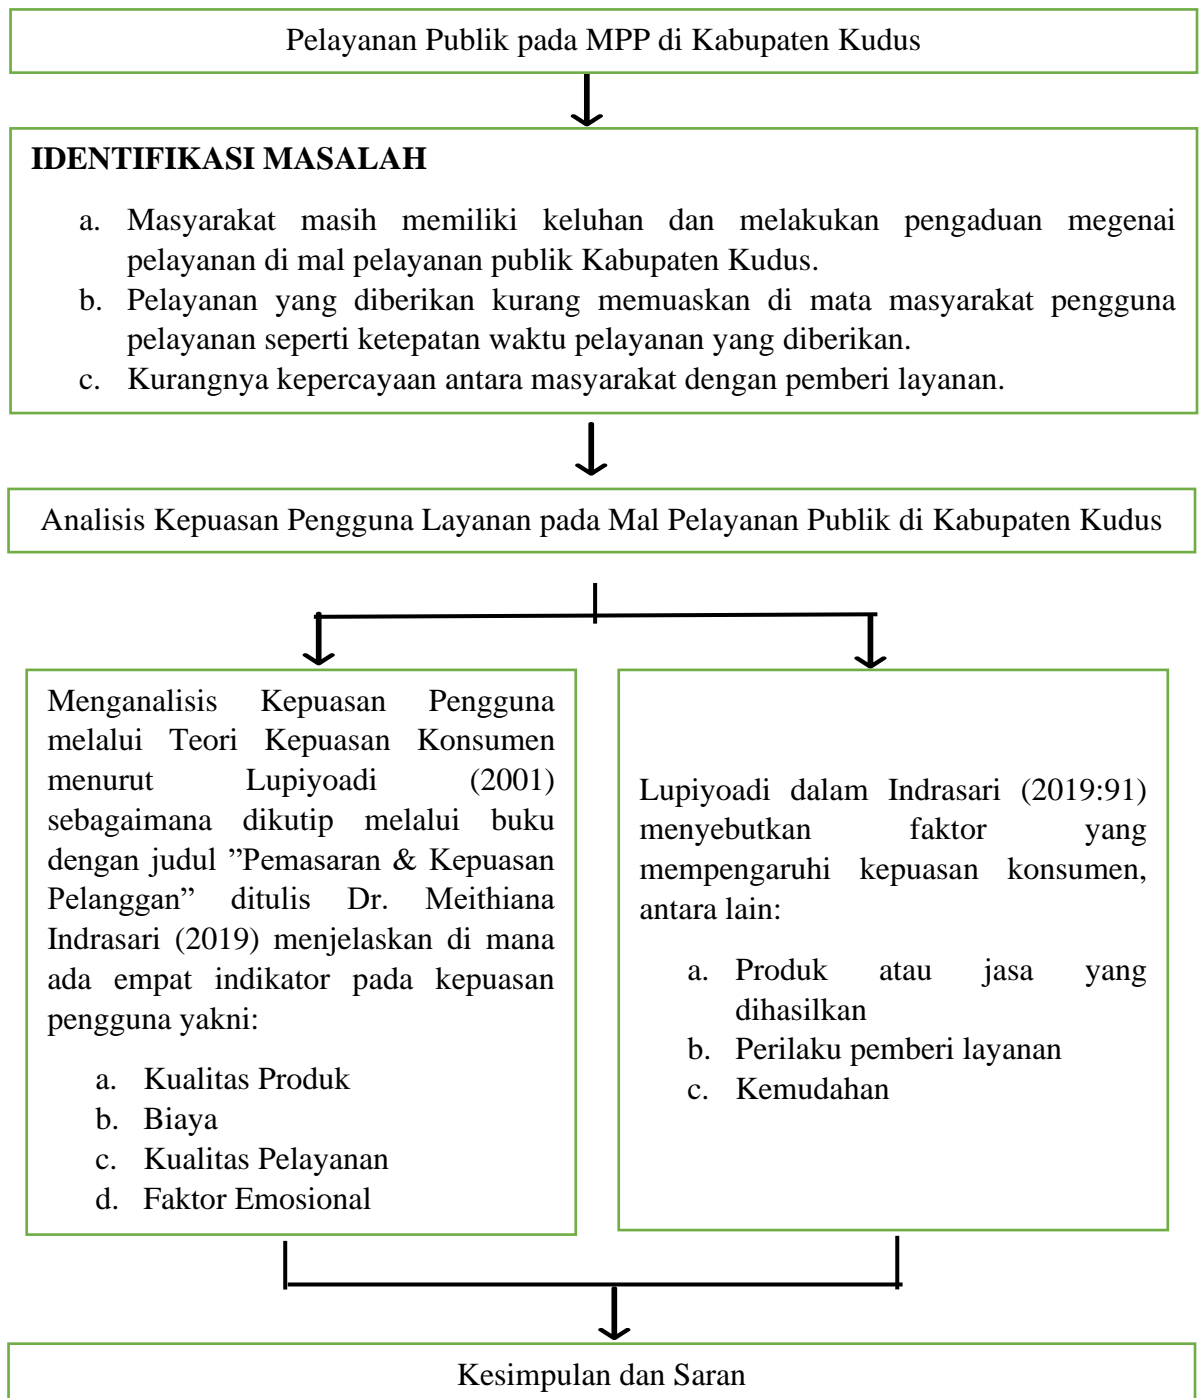 Pelayanan Publik pada MPP di Kabupaten Kudus
IDENTIFIKASI MASALAH
a. Masyarakat masih memiliki keluhan dan melakukan pengaduan megenai
pelayanan di mal pelayanan publik Kabupaten Kudus.
b. Pelayanan yang diberikan kurang memuaskan di mata masyarakat pengguna
pelayanan seperti ketepatan waktu pelayanan yang diberikan.
c. Kurangnya kepercayaan antara masyarakat dengan pemberi layanan.
Analisis Kepuasan Pengguna Layanan pada Mal Pelayanan Publik di Kabupaten Kudus
Menganalisis Kepuasan Pengguna
melalui Teori Kepuasan Konsumen
menurut Lupiyoadi (2001)
sebagaimana dikutip melalui buku
dengan judul ”Pemasaran & Kepuasan
Pelanggan” ditulis Dr. Meithiana
Indrasari (2019) menjelaskan di mana
ada empat indikator pada kepuasan
pengguna yakni:
a. Kualitas Produk
b. Biaya
c. Kualitas Pelayanan
d. Faktor Emosional
Lupiyoadi dalam Indrasari (2019:91)
menyebutkan faktor yang
mempengaruhi kepuasan konsumen,
antara lain:
a. Produk atau jasa yang
dihasilkan
b. Perilaku pemberi layanan
c. Kemudahan
Kesimpulan dan Saran